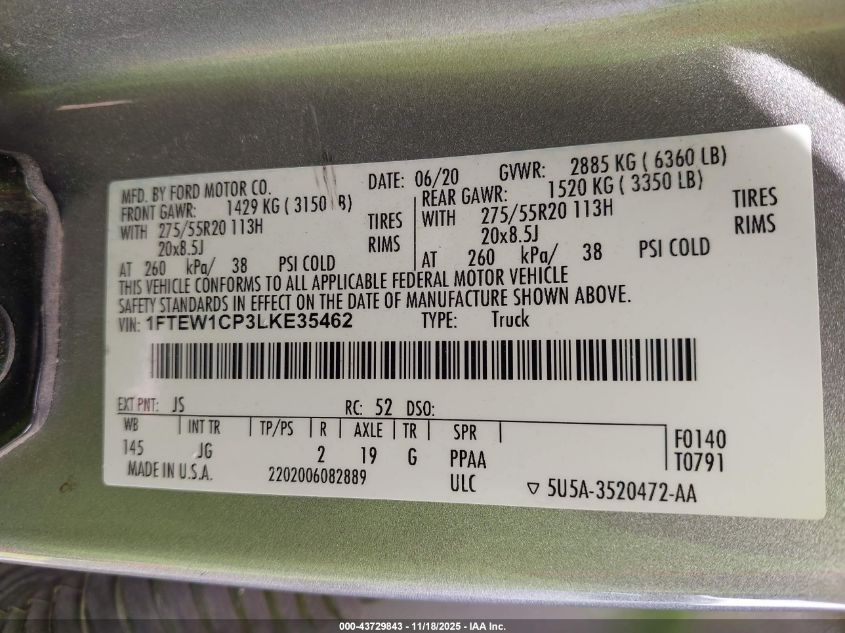 MFD. BY FORD MOTOR CO. DATE: 06/20 GVWR: 2885 KG ( 6360 LB)
FRONT GAWR: 1429 KG ( 3150 LB) REAR GAWR: 1520 KG ( 3350 LB)
WITH 275/55R20 113H TIRES WITH 275/55R20 113H TIRES
20x8.5J RIMS 20x8.5J RIMS
AT 260 kPa/ 38 PSI COLD AT 260 kPa/ 38 PSI COLD
THIS VEHICLE CONFORMS TO ALL APPLICABLE FEDERAL MOTOR VEHICLE
SAFETY STANDARDS IN EFFECT ON THE DATE OF MANUFACTURE SHOWN ABOVE.
VIN: 1FTEW1CP3LKE35462 TYPE: Truck
EXT PNT: JS RC: 52 DSO:
WB INT TR TP/PS R AXLE TR SPR F0140
145 JG 2 19 G PPAA T0791
MADE IN U.S.A. 2202006082889 ULC 5U5A-3520472-AA
000-43729843 - 11/18/2025 - IAA Inc.